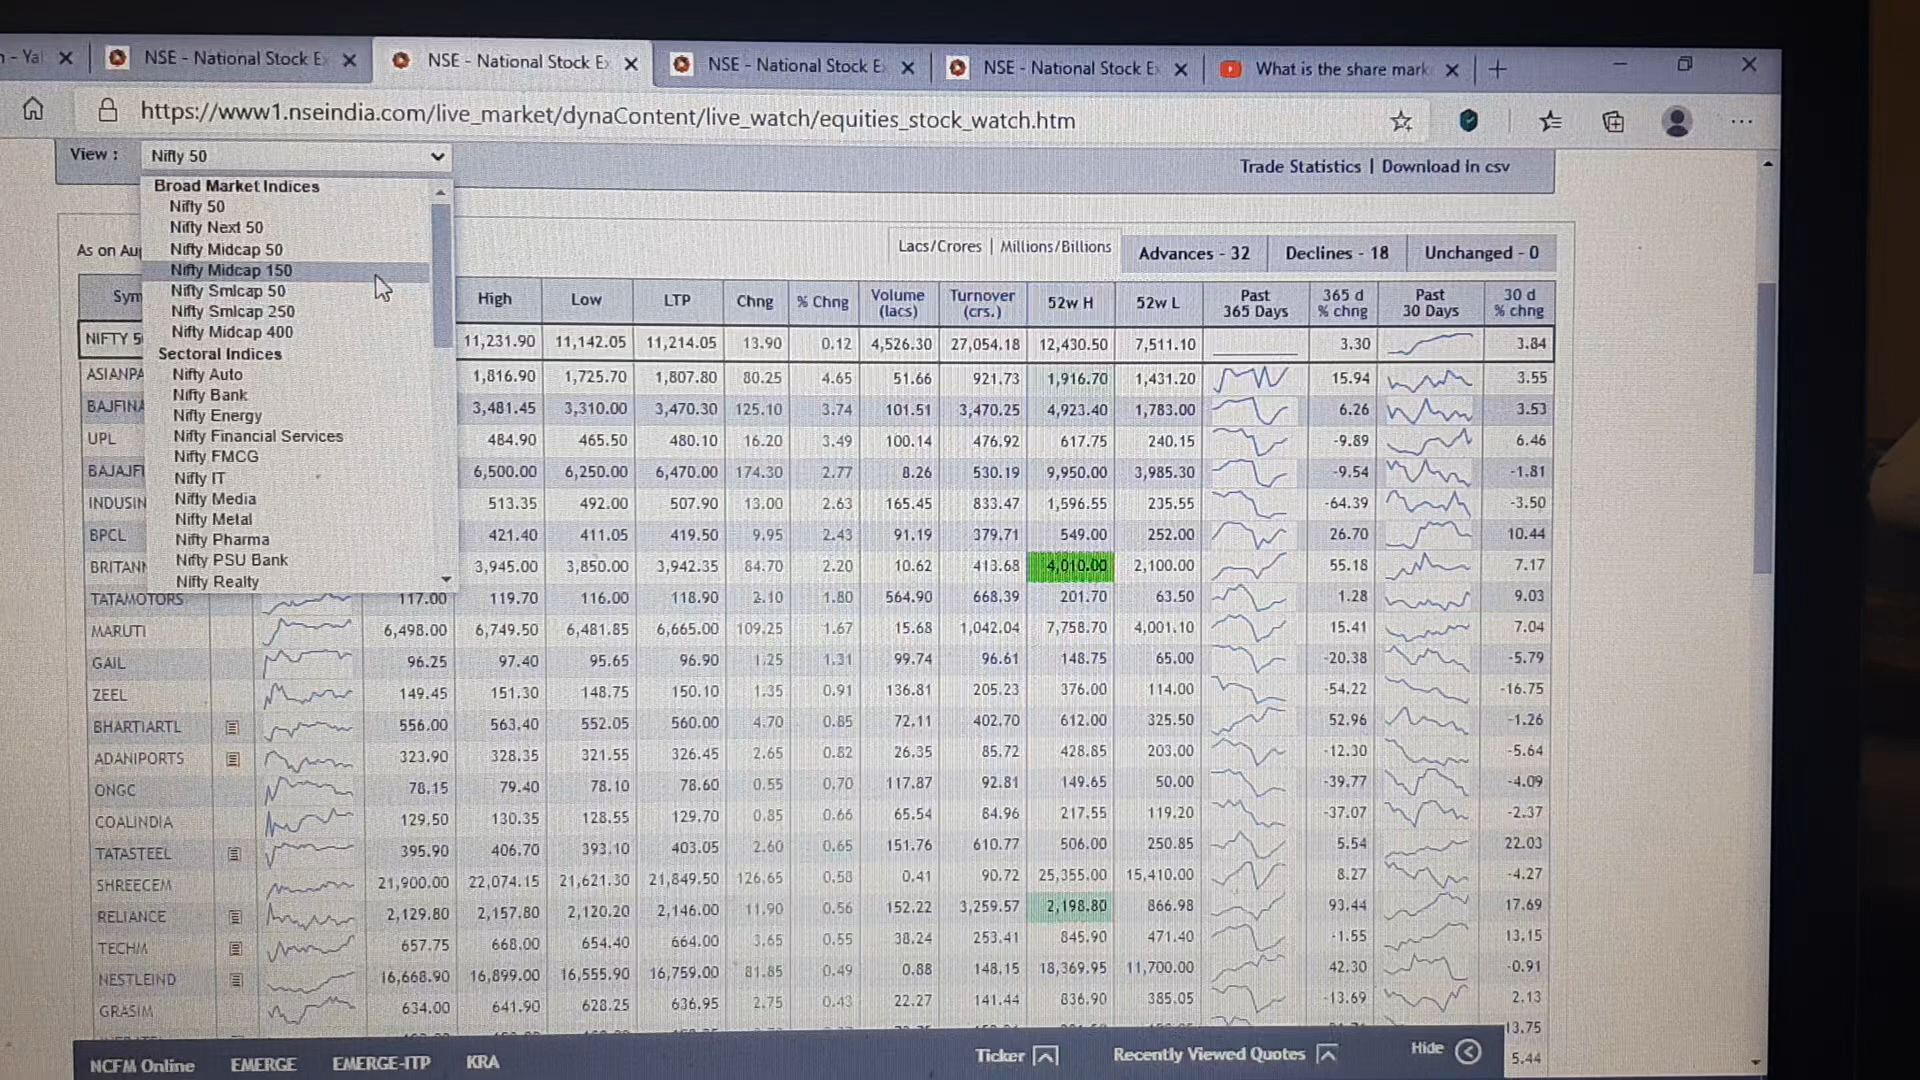 n - Yal
NSE - National Stock Ex
NSE - National Stock Ex
NSE - National Stock Ex
NSE - National Stock Ex
What is the share mark
https://www1.nseindia.com/live_market/dynaContent/live_watch/equities_stock_watch.htm
View : Nifty 50
Trade Statistics | Download in csv
Broad Market Indices
Nifty 50
Nifty Next 50
Nifty Midcap 50
Nifty Midcap 150
Nifty Smlcap 50
Nifty Smlcap 250
Nifty Midcap 400
Sectoral Indices
Nifty Auto
Nifty Bank
Nifty Energy
Nifty Financial Services
Nifty FMCG
Nifty IT
Nifty Media
Nifty Metal
Nifty Pharma
Nifty PSU Bank
Nifty Realty
As on Au
Lacs/Crores | Millions/Billions Advances - 32 Declines - 18 Unchanged - 0
Sym High Low LTP Chng % Chng Volume (lacs) Turnover (crs.) 52w H 52w L Past 365 Days 365 d % chng Past 30 Days 30 d % chng
NIFTY 5 11,231.90 11,142.05 11,214.05 13.90 0.12 4,526.30 27,054.18 12,430.50 7,511.10 3.30 3.84
ASIANPA 1,816.90 1,725.70 1,807.80 80.25 4.65 51.66 921.73 1,916.70 1,431.20 15.94 3.55
BAJFINA 3,481.45 3,310.00 3,470.30 125.10 3.74 101.51 3,470.25 4,923.40 1,783.00 6.26 3.53
UPL 484.90 465.50 480.10 16.20 3.49 100.14 476.92 617.75 240.15 -9.89 6.46
BAJAJFI 6,500.00 6,250.00 6,470.00 174.30 2.77 8.26 530.19 9,950.00 3,985.30 -9.54 -1.81
INDUSIN 513.35 492.00 507.90 13.00 2.63 165.45 833.47 1,596.55 235.55 -64.39 -3.50
BPCL 421.40 411.05 419.50 9.95 2.43 91.19 379.71 549.00 252.00 26.70 10.44
BRITANN 3,945.00 3,850.00 3,942.35 84.70 2.20 10.62 413.68 4,010.00 2,100.00 55.18 7.17
TATAMOTORS 117.00 119.70 116.00 118.90 2.10 1.80 564.90 668.39 201.70 63.50 1.28 9.03
MARUTI 6,498.00 6,749.50 6,481.85 6,665.00 109.25 1.67 15.68 1,042.04 7,758.70 4,001.10 15.41 7.04
GAIL 96.25 97.40 95.65 96.90 1.25 1.31 99.74 96.61 148.75 65.00 -20.38 -5.79
ZEEL 149.45 151.30 148.75 150.10 1.35 0.91 136.81 205.23 376.00 114.00 -54.22 -16.75
BHARTIARTL 556.00 563.40 552.05 560.00 4.70 0.85 72.11 402.70 612.00 325.50 52.96 -1.26
ADANIPORTS 323.90 328.35 321.55 326.45 2.65 0.82 26.35 85.72 428.85 203.00 -12.30 -5.64
ONGC 78.15 79.40 78.10 78.60 0.55 0.70 117.87 92.81 149.65 50.00 -39.77 -4.09
COALINDIA 129.50 130.35 128.55 129.70 0.85 0.66 65.54 84.96 217.55 119.20 -37.07 -2.37
TATASTEEL 395.90 406.70 393.10 403.05 2.60 0.65 151.76 610.77 506.00 250.85 5.54 22.03
SHREECEM 21,900.00 22,074.15 21,621.30 21,849.50 126.65 0.58 0.41 90.72 25,355.00 15,410.00 8.27 -4.27
RELIANCE 2,129.80 2,157.80 2,120.20 2,146.00 11.90 0.56 152.22 3,259.57 2,198.80 866.98 93.44 17.69
TECHM 657.75 668.00 654.40 664.00 3.65 0.55 38.24 253.41 845.90 471.40 -1.55 13.15
NESTLEIND 16,668.90 16,899.00 16,555.90 16,759.00 81.85 0.49 0.88 148.15 18,369.95 11,700.00 42.30 -0.91
GRASIM 634.00 641.90 628.25 636.95 2.75 0.43 22.27 141.44 836.90 385.05 -13.69 2.13
13.75
5.44
NCFM Online EMERGE EMERGE-ITP KRA Ticker Recently Viewed Quotes Hide